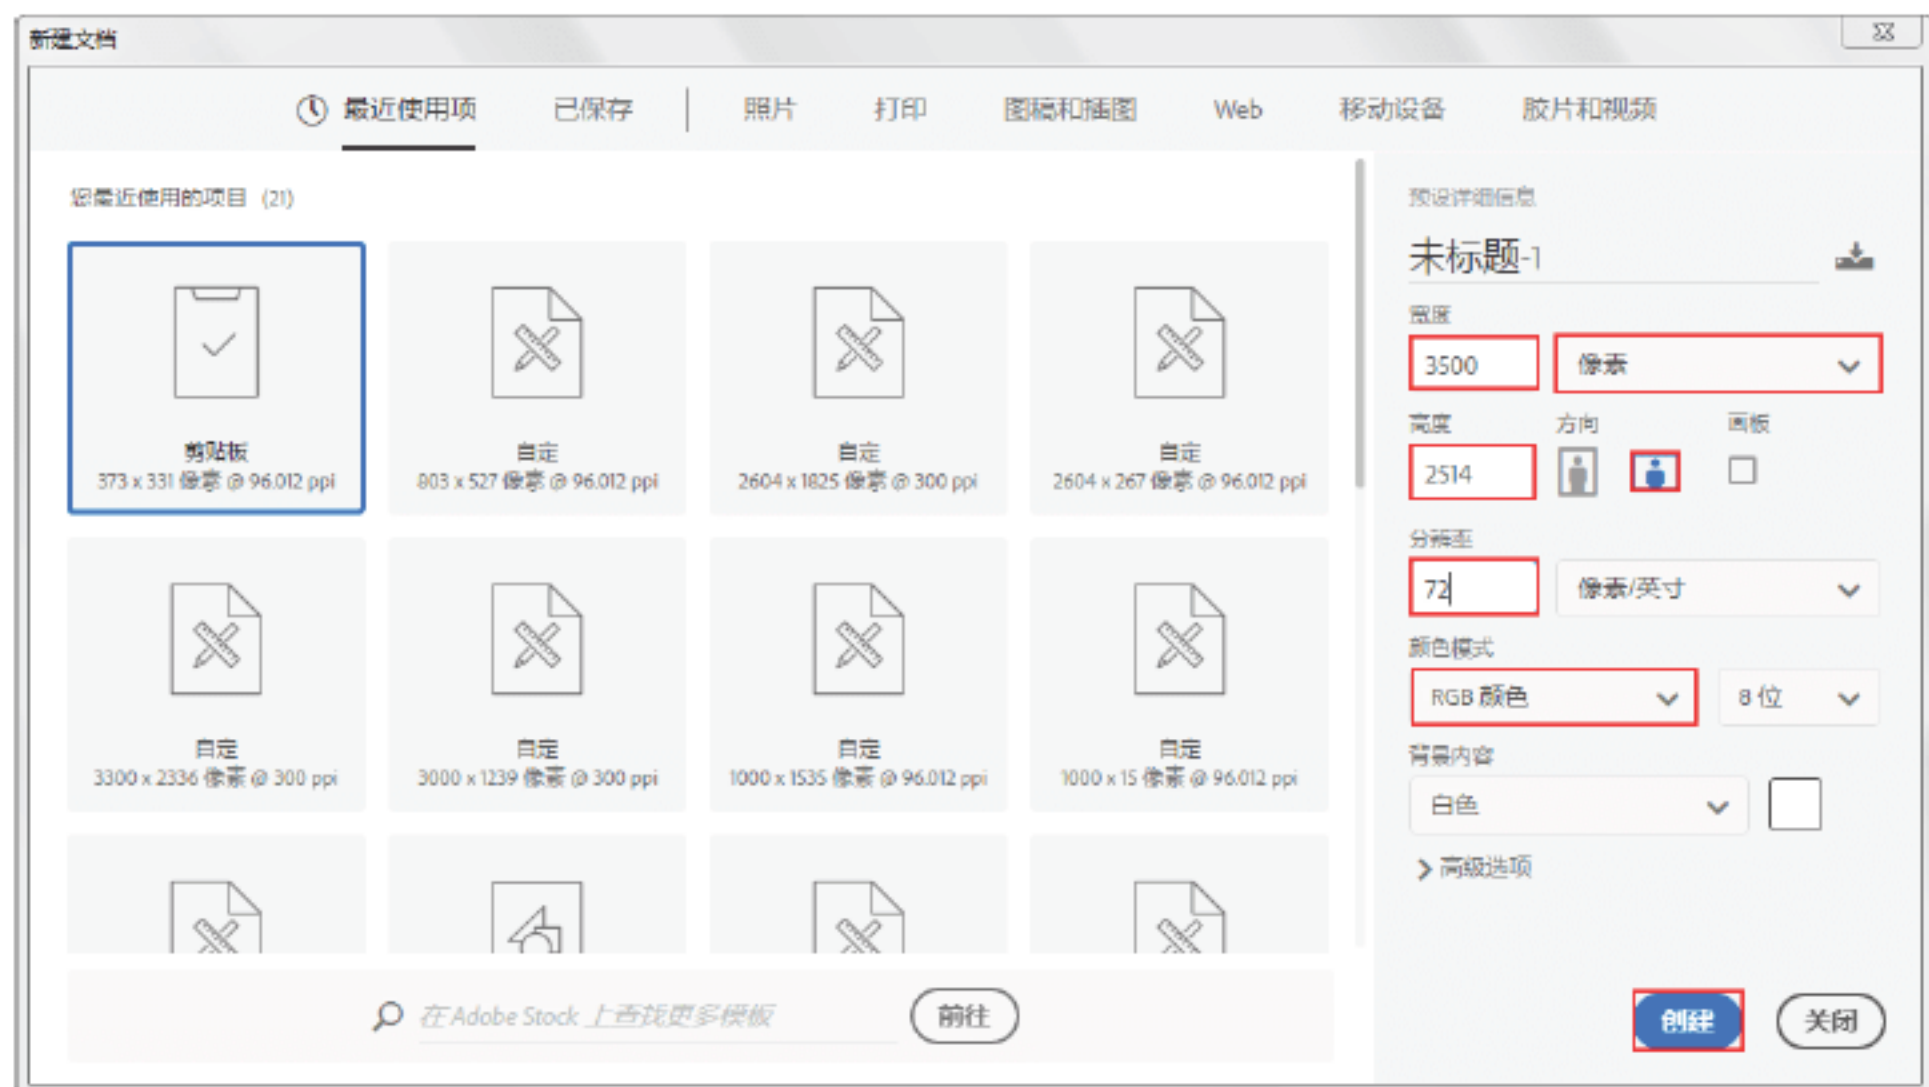 新建文档
最近使用项 已保存 照片 打印 图稿和插图 Web 移动设备 胶片和视频
您最近使用的项目 (21)
剪贴板
373 x 331 像素 @ 96.012 ppi
自定
803 x 527 像素 @ 96.012 ppi
自定
2604 x 1825 像素 @ 300 ppi
自定
2604 x 267 像素 @ 96.012 ppi
自定
3300 x 2336 像素 @ 300 ppi
自定
3000 x 1239 像素 @ 300 ppi
自定
1000 x 1535 像素 @ 96.012 ppi
自定
1000 x 15 像素 @ 96.012 ppi
在 Adobe Stock 上查找更多模板 前往
预设详细信息
未标题-1
宽度
3500 像素
高度 方向 画板
2514
分辨率
72 像素/英寸
颜色模式
RGB 颜色 8 位
背景内容
白色
高级选项
创建 关闭